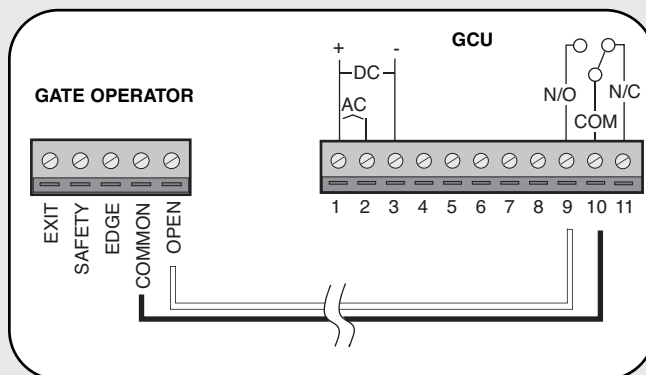 GCU
+ -
DC
AC
N/O
N/C
COM
GATE OPERATOR
1 2 3 4 5 6 7 8 9 10 11
EXIT
SAFETY
EDGE
COMMON
OPEN